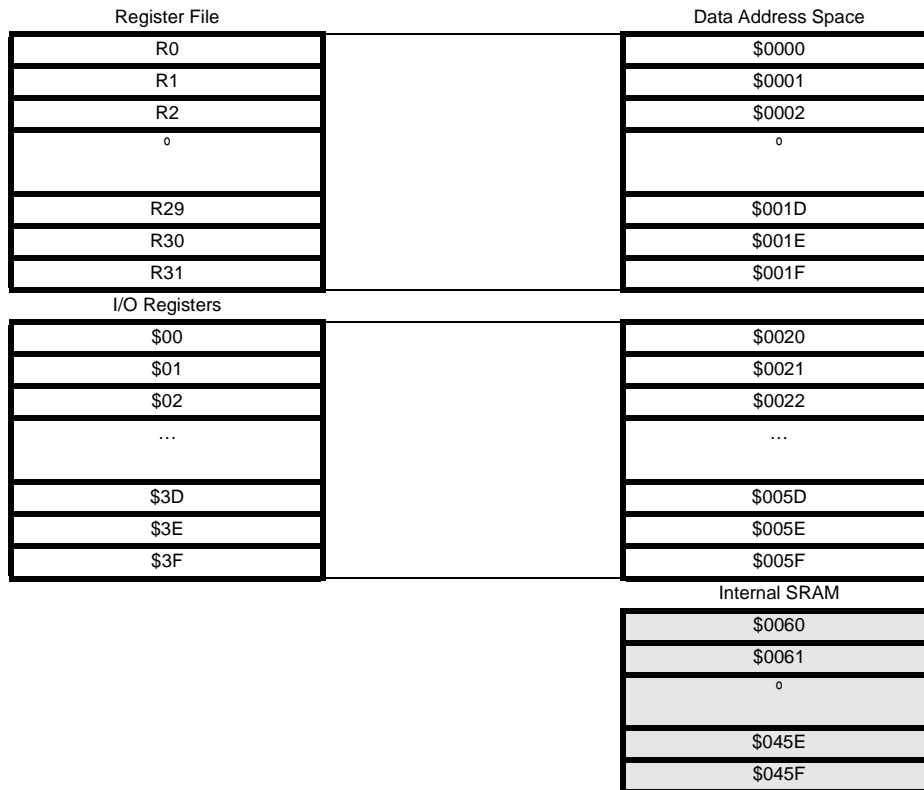 Register File Data Address Space
R0 $0000
R1 $0001
R2 $0002
o o
R29 $001D
R30 $001E
R31 $001F
I/O Registers
$00 $0020
$01 $0021
$02 $0022
... ...
$3D $005D
$3E $005E
$3F $005F
Internal SRAM
$0060
$0061
o
$045E
$045F